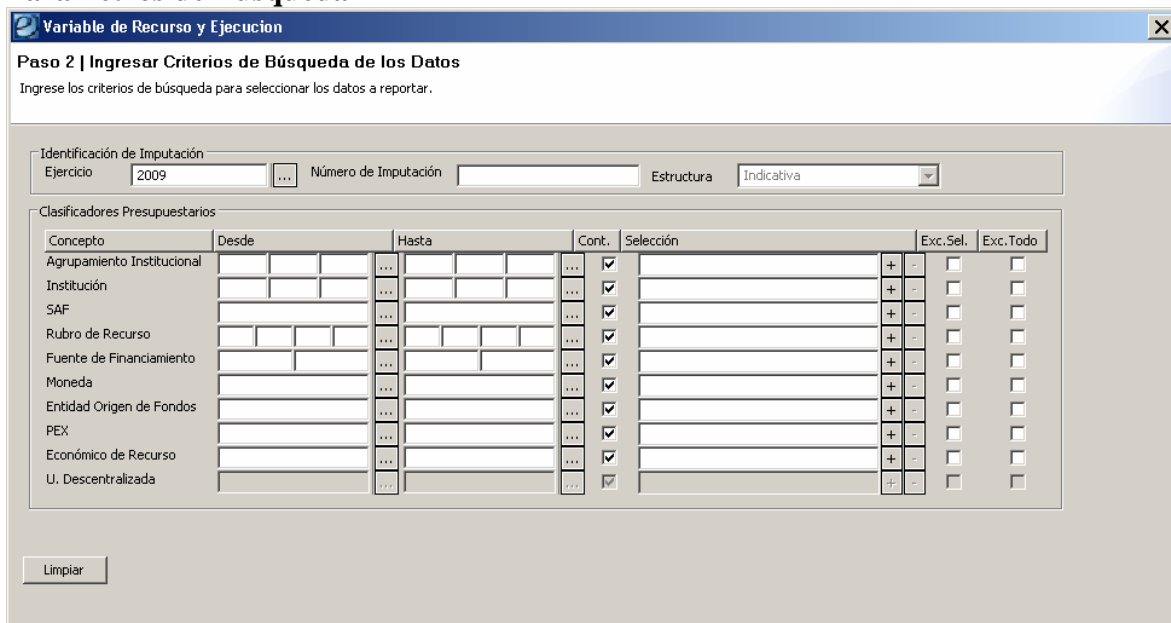 Variable de Recurso y Ejecucion
Paso 2 | Ingresar Criterios de Búsqueda de los Datos
Ingrese los criterios de búsqueda para seleccionar los datos a reportar.
Identificación de Imputación
Ejercicio 2009 ... Número de Imputación Estructura Indicativa
Clasificadores Presupuestarios
Concepto Desde Hasta Cont. Selección Exc.Sel. Exc.Todo
Agrupamiento Institucional ... ... + -
Institución ... ... + -
SAF ... ... + -
Rubro de Recurso ... ... + -
Fuente de Financiamiento ... ... + -
Moneda ... ... + -
Entidad Origen de Fondos ... ... + -
PEX ... ... + -
Económico de Recurso ... ... + -
U. Descentralizada ... ... + -
Limpiar